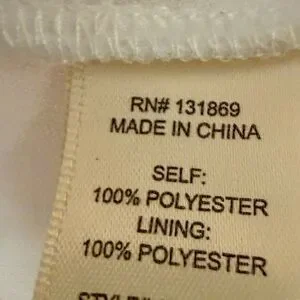 RN# 131869
MADE IN CHINA
SELF:
100% POLYESTER
LINING:
100% POLYESTER